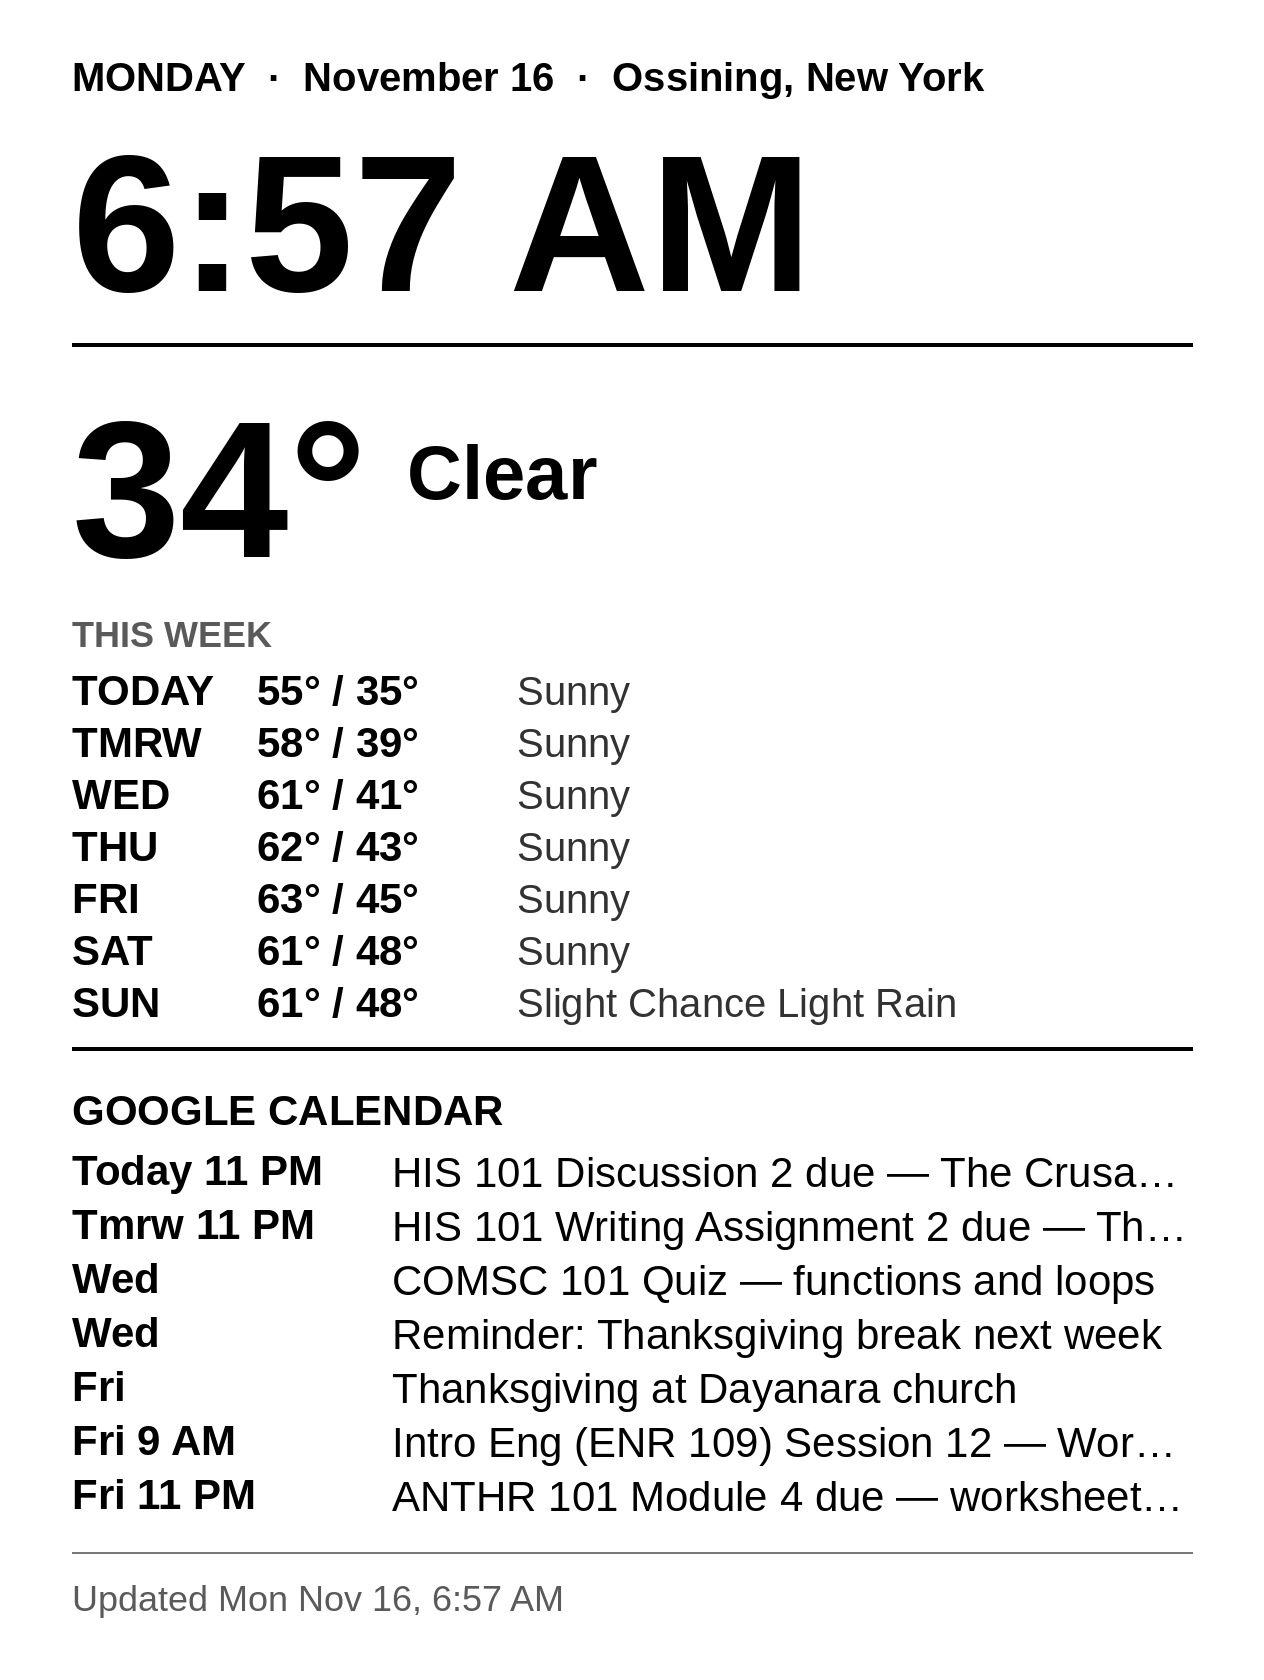 MONDAY · November 16 · Ossining, New York
6:57 AM
34° Clear
THIS WEEK
TODAY 55° / 35° Sunny
TMRW 58° / 39° Sunny
WED 61° / 41° Sunny
THU 62° / 43° Sunny
FRI 63° / 45° Sunny
SAT 61° / 48° Sunny
SUN 61° / 48° Slight Chance Light Rain
GOOGLE CALENDAR
Today 11 PM HIS 101 Discussion 2 due — The Crusa…
Tmrw 11 PM HIS 101 Writing Assignment 2 due — Th…
Wed COMSC 101 Quiz — functions and loops
Wed Reminder: Thanksgiving break next week
Fri Thanksgiving at Dayanara church
Fri 9 AM Intro Eng (ENR 109) Session 12 — Wor…
Fri 11 PM ANTHR 101 Module 4 due — worksheet…
Updated Mon Nov 16, 6:57 AM